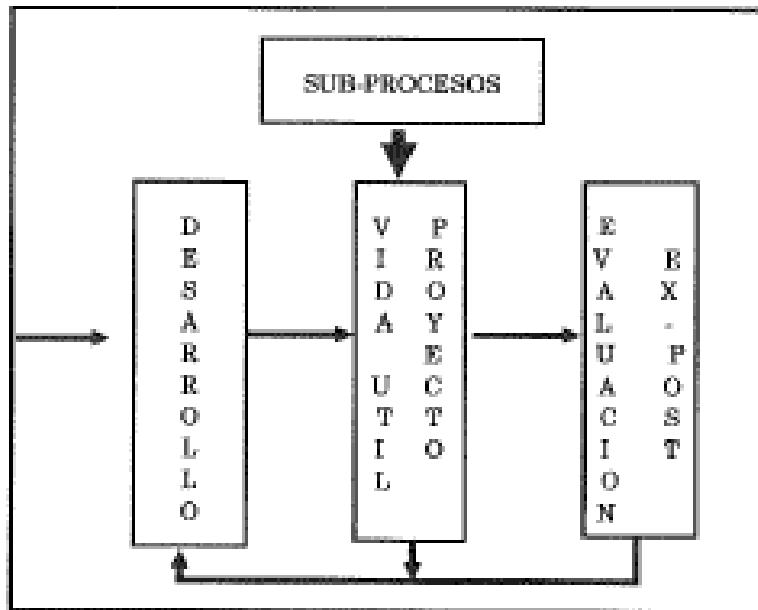 SUB-PROCESOS
DESARROLLO
VIDA UTIL
PROYECTO
EVALUACION
EX-POST